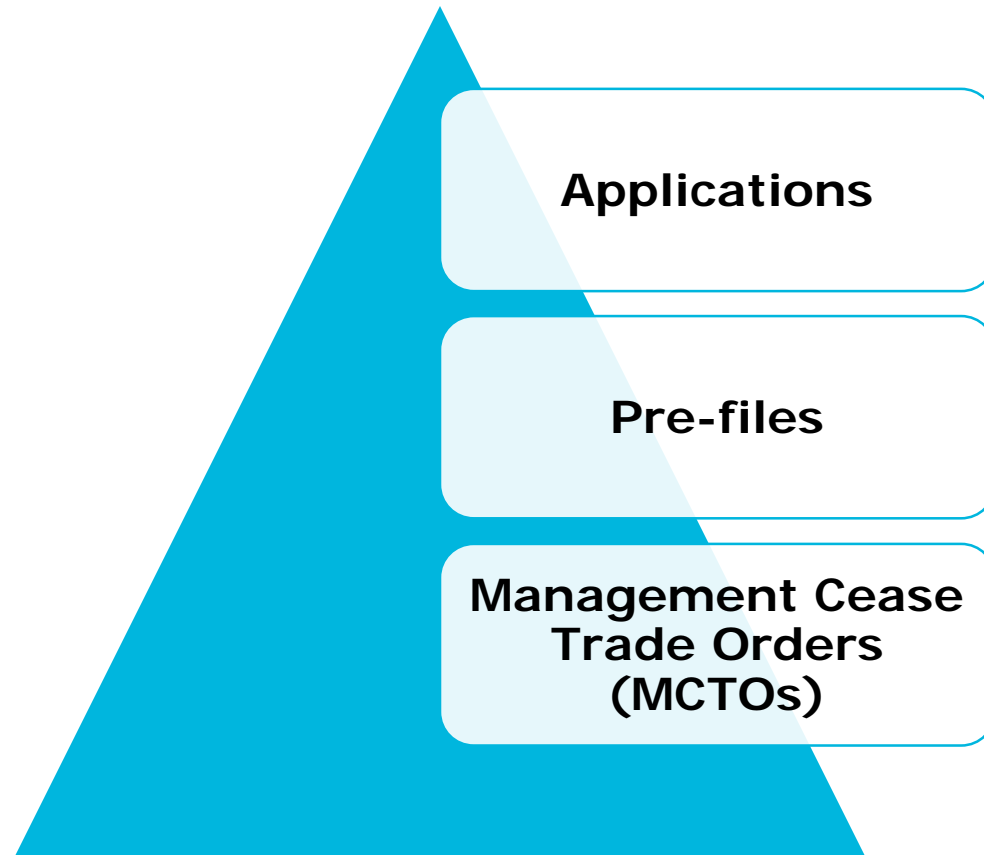 Applications
Pre-files
Management Cease
Trade Orders
(MCTOs)